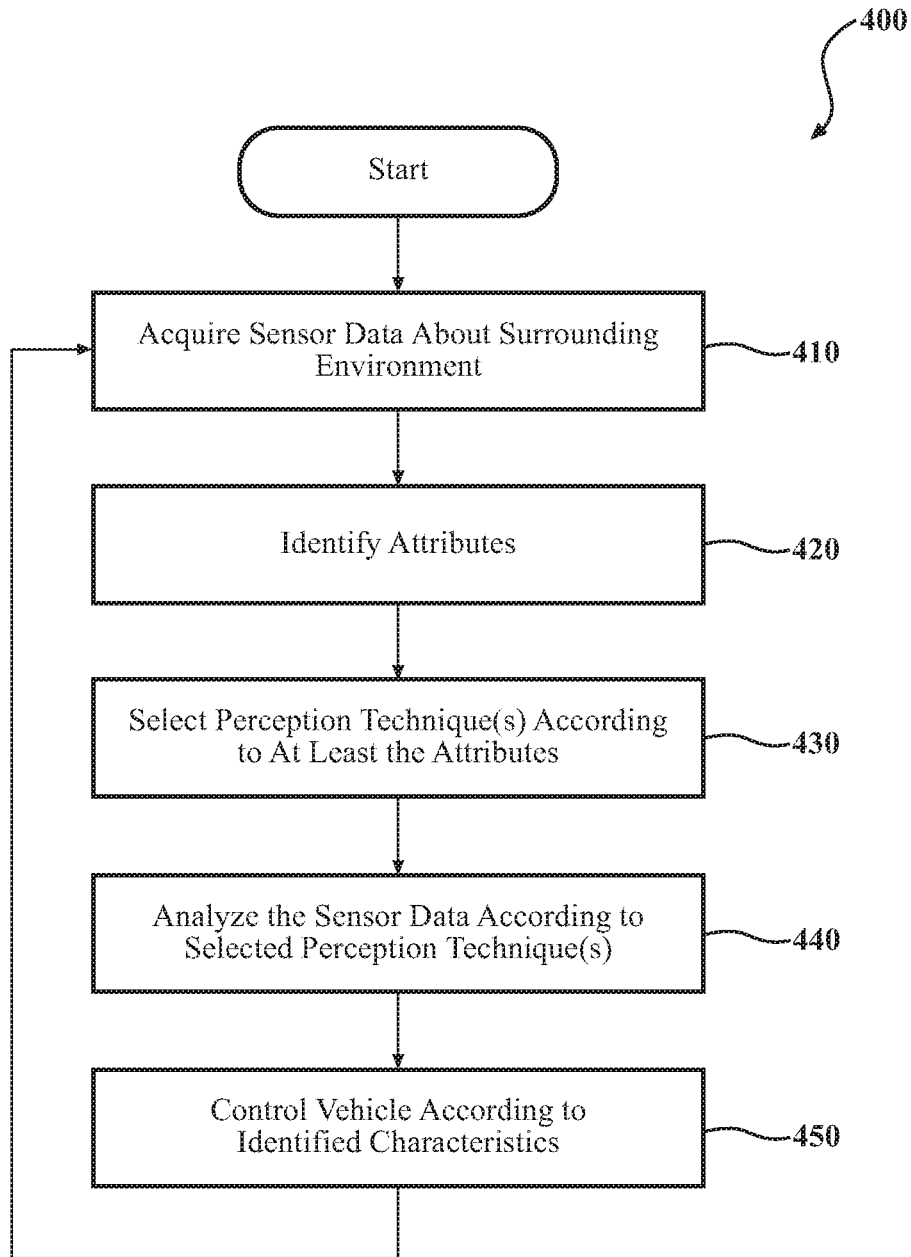 400
Start
Acquire Sensor Data About Surrounding
Environment
410
Identify Attributes
420
Select Perception Technique(s) According
to At Least the Attributes
430
Analyze the Sensor Data According to
Selected Perception Technique(s)
440
Control Vehicle According to
Identified Characteristics
450